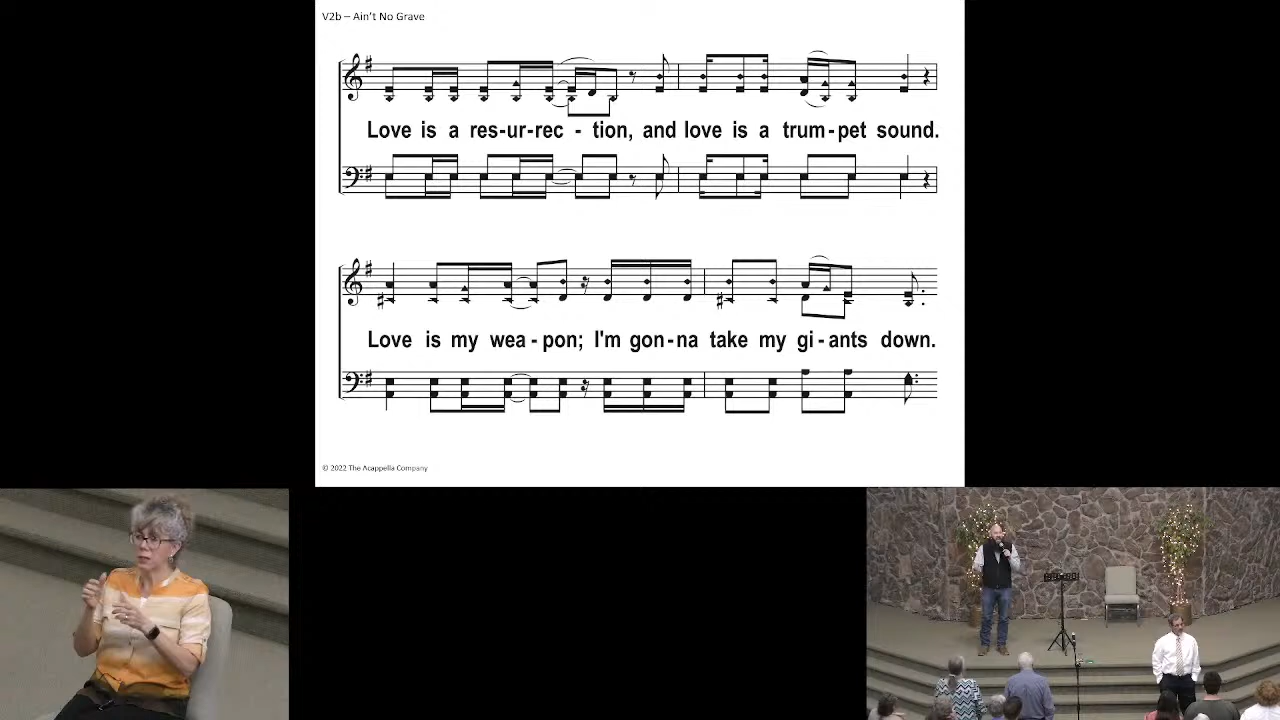 V2b – Ain't No Grave
Love is a res-ur-rec - tion, and love is a trum-pet sound.
Love is my wea-pon; I'm gon-na take my gi-ants down.
© 2022 The Acappella Company